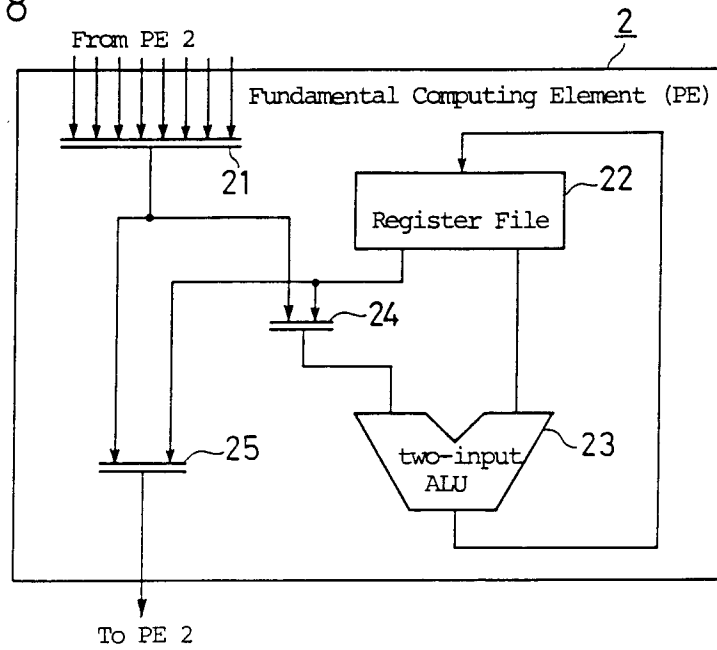 8
2
From PE 2
Fundamental Computing Element (PE)
21
22
Register File
24
25
23
two-input
ALU
To PE 2